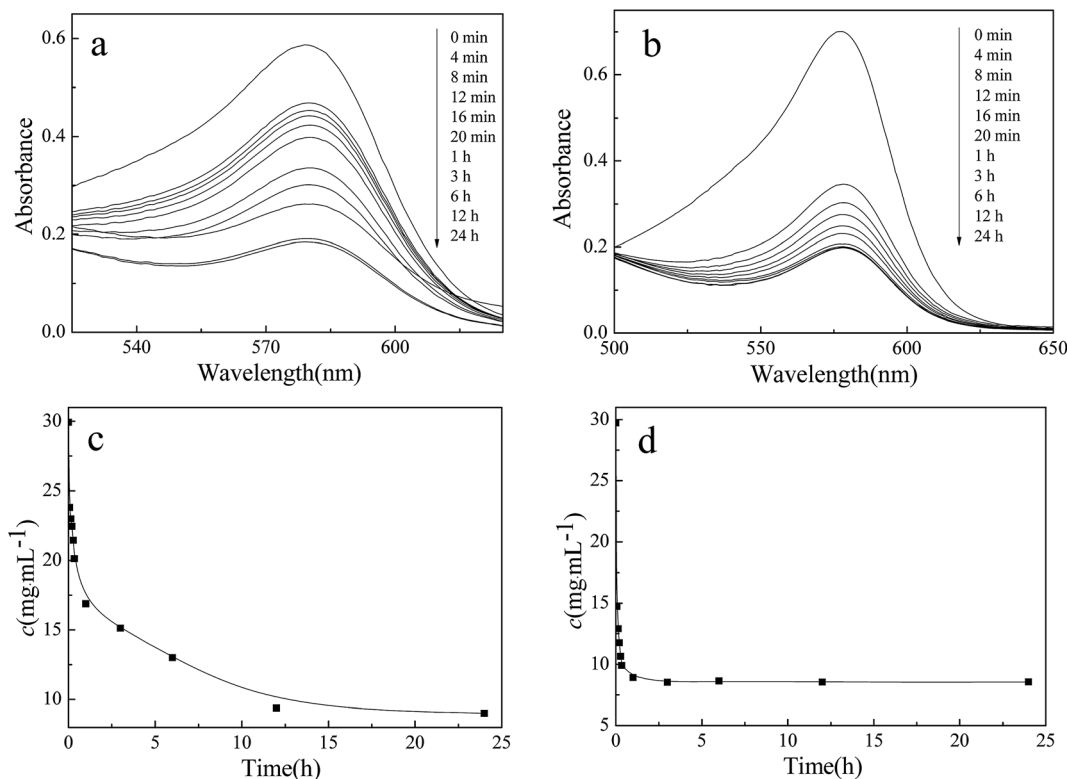 a
0.6
0.4
0.2
0.0
Absorbance
540
570
600
Wavelength(nm)
0 min
4 min
8 min
12 min
16 min
20 min
1 h
3 h
6 h
12 h
24 h
b
0.6
0.4
0.2
0.0
Absorbance
500
550
600
650
Wavelength(nm)
0 min
4 min
8 min
12 min
16 min
20 min
1 h
3 h
6 h
12 h
24 h
c
30
25
20
15
10
c(mg.mL⁻¹)
0
5
10
15
20
25
Time(h)
d
30
25
20
15
10
5
c(mg.mL⁻¹)
0
5
10
15
20
25
Time(h)